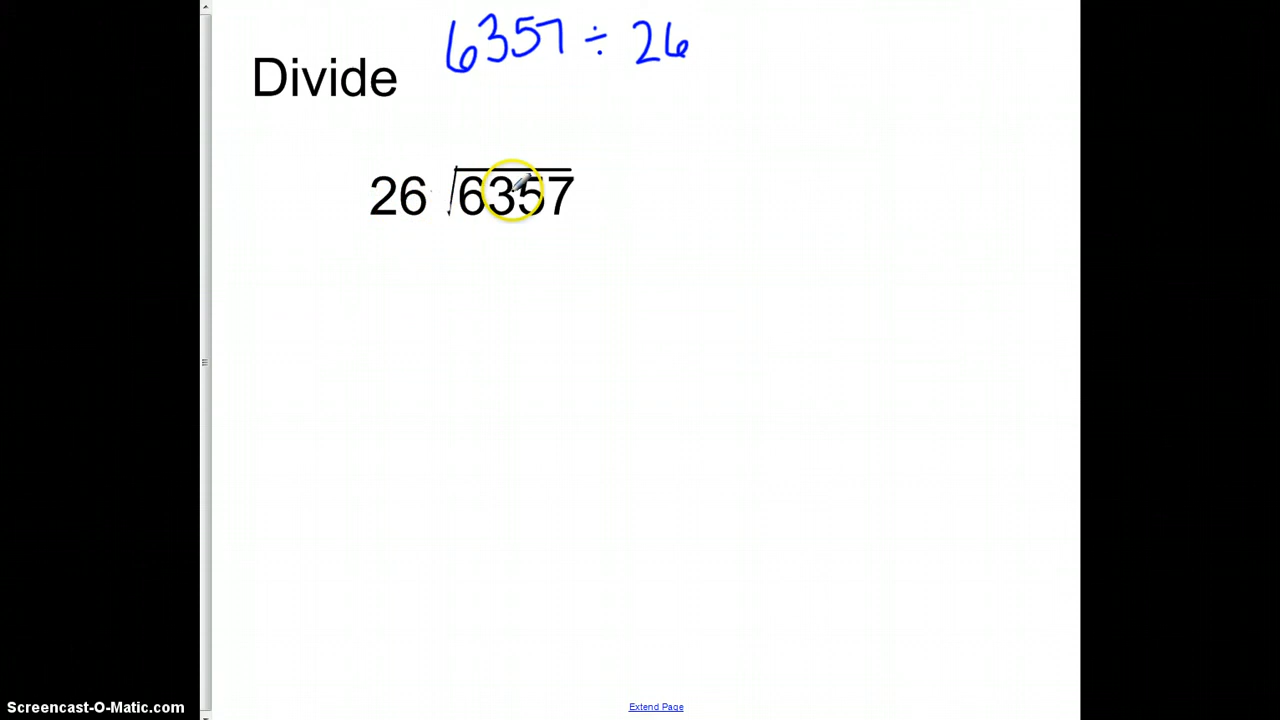 6357 ÷ 26
Divide
26 6357
Extend Page
Screencast-O-Matic.com